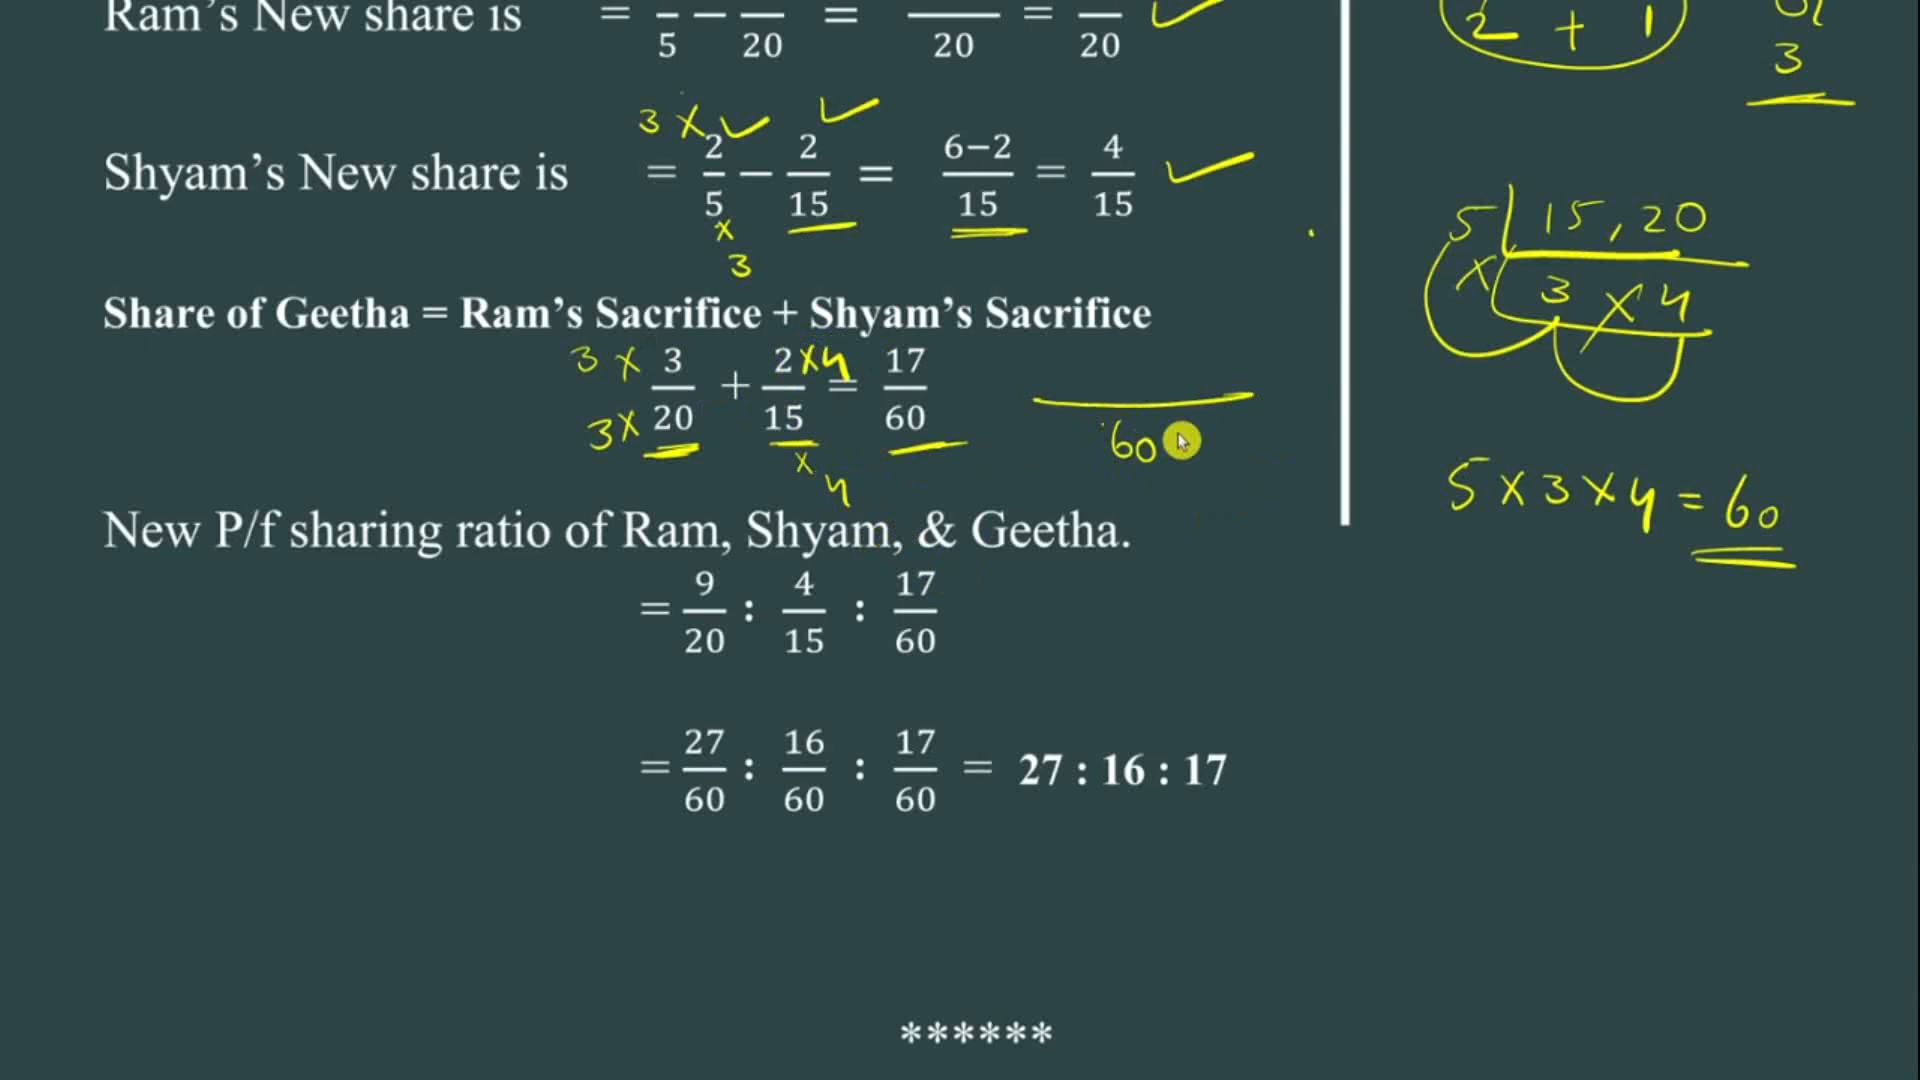 Ram's New share is = /5 − /20 = /20 = /20 ✓
2 + 1
3
3 × ✓ ✓
Shyam's New share is = 2/5 − 2/15 = 6−2/15 = 4/15 ✓
×
3
5 | 15, 20
× 3 × 4
Share of Geetha = Ram's Sacrifice + Shyam's Sacrifice
3 × 3/20 + 2/15 ×4 = 17/60
3× × 4
60
5 × 3 × 4 = 60
New P/f sharing ratio of Ram, Shyam, & Geetha.
= 9/20 : 4/15 : 17/60
= 27/60 : 16/60 : 17/60 = 27 : 16 : 17
******